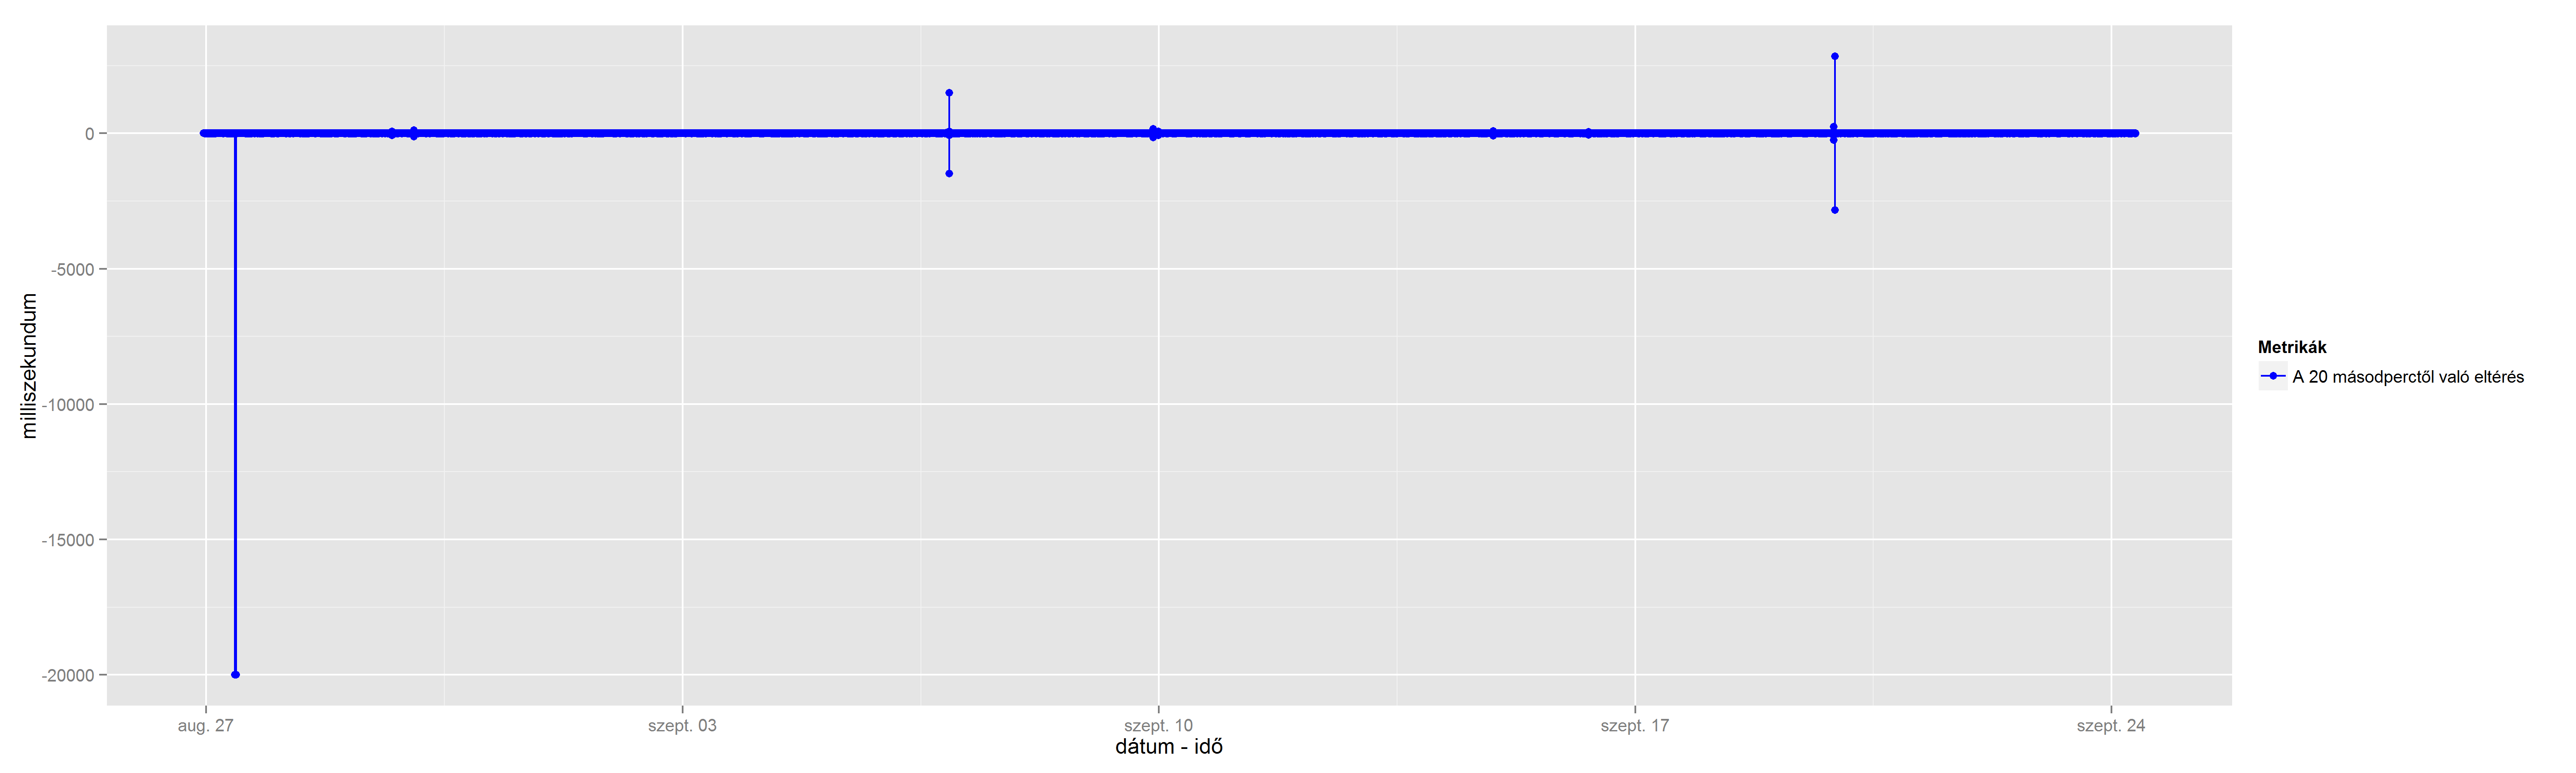 milliszekundum
0
-5000
-10000
-15000
-20000
aug. 27
szept. 03
szept. 10
szept. 17
szept. 24
dátum - idő
Metrikák
A 20 másodperctől való eltérés